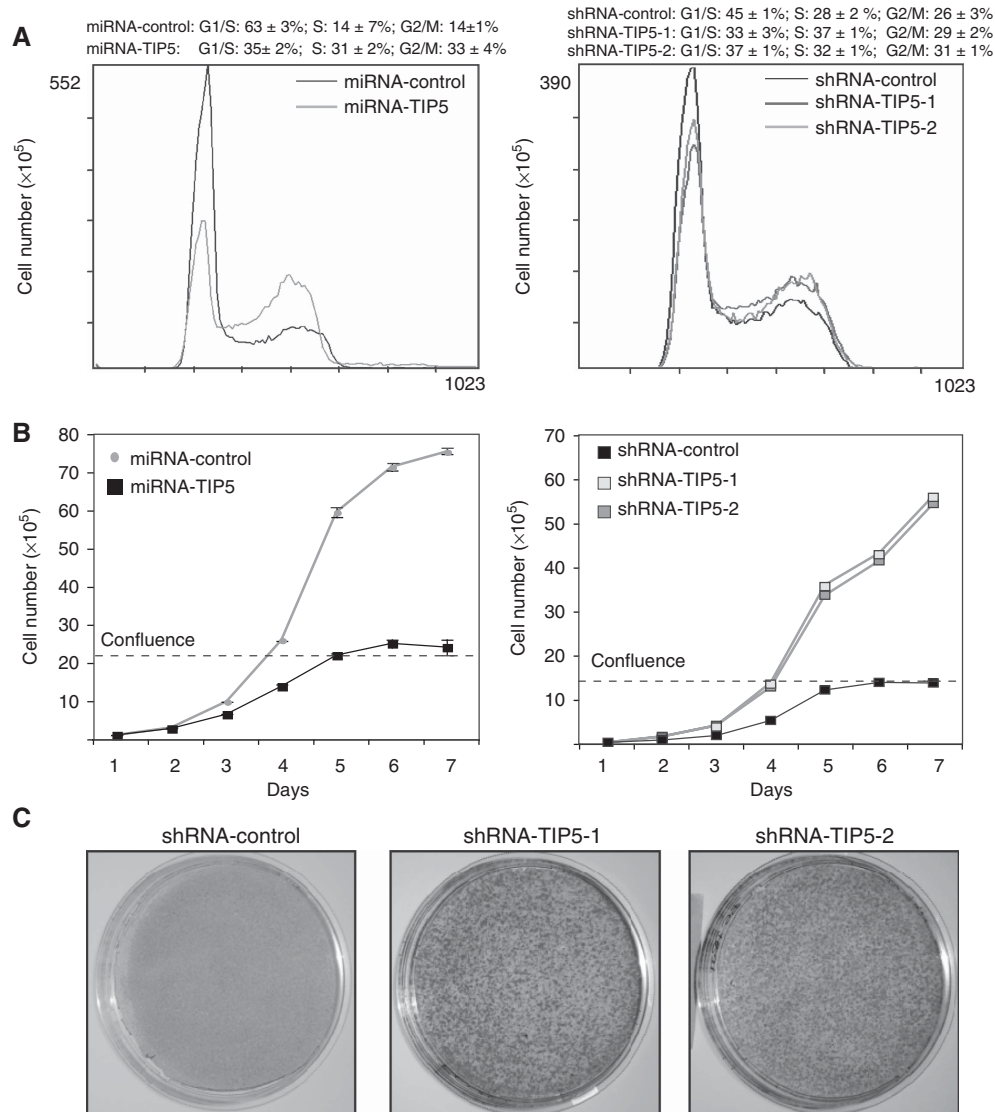 A
miRNA-control: G1/S: 63 ± 3%; S: 14 ± 7%; G2/M: 14±1%
miRNA-TIP5: G1/S: 35± 2%; S: 31 ± 2%; G2/M: 33 ± 4%
552
miRNA-control
miRNA-TIP5
Cell number (×10⁵)
1023
shRNA-control: G1/S: 45 ± 1%; S: 28 ± 2 %; G2/M: 26 ± 3%
shRNA-TIP5-1: G1/S: 33 ± 3%; S: 37 ± 1%; G2/M: 29 ± 2%
shRNA-TIP5-2: G1/S: 37 ± 1%; S: 32 ± 1%; G2/M: 31 ± 1%
390
shRNA-control
shRNA-TIP5-1
shRNA-TIP5-2
Cell number (×10⁵)
1023
B
80
70
60
50
40
30
20
10
Cell number (×10⁵)
miRNA-control
miRNA-TIP5
Confluence
1 2 3 4 5 6 7
Days
70
60
50
40
30
20
10
Cell number (×10⁵)
shRNA-control
shRNA-TIP5-1
shRNA-TIP5-2
Confluence
1 2 3 4 5 6 7
Days
C
shRNA-control
shRNA-TIP5-1
shRNA-TIP5-2